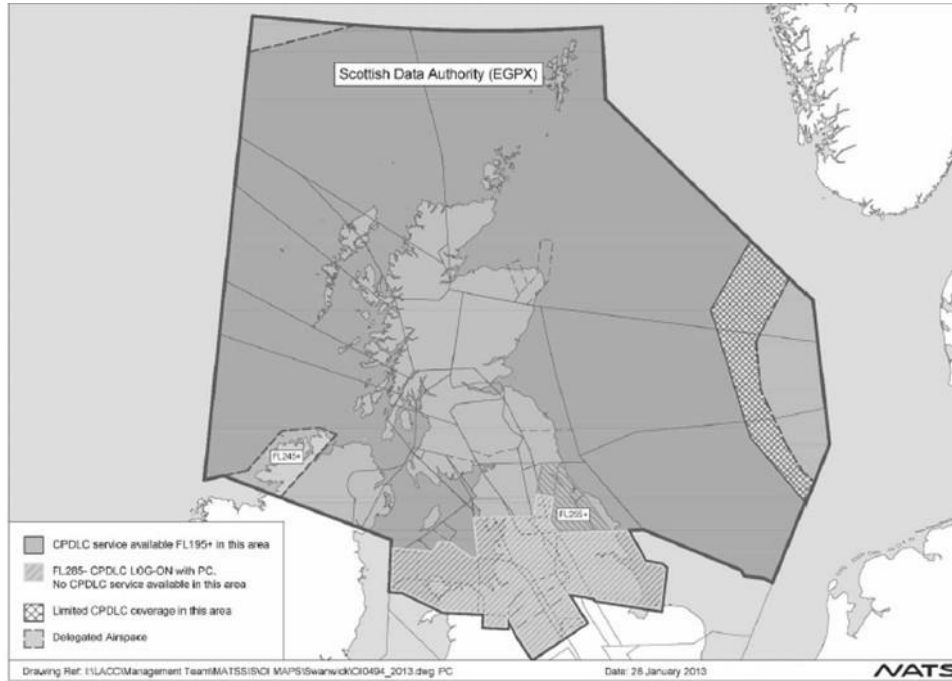 Scottish Data Authority (EGPX)
FL245+
FL255+
CPDLC service available FL195+ in this area
FL285- CPDLC LOG-ON with PC.
No CPDLC service available in this area
Limited CPDLC coverage in this area
Delegated Airspace
Drawing Ref: I:\LACC\Management Team\MATSSIS\OI MAPS\Swanwick\OI0494_2013.dwg PC
Date: 28 January 2013
NATS